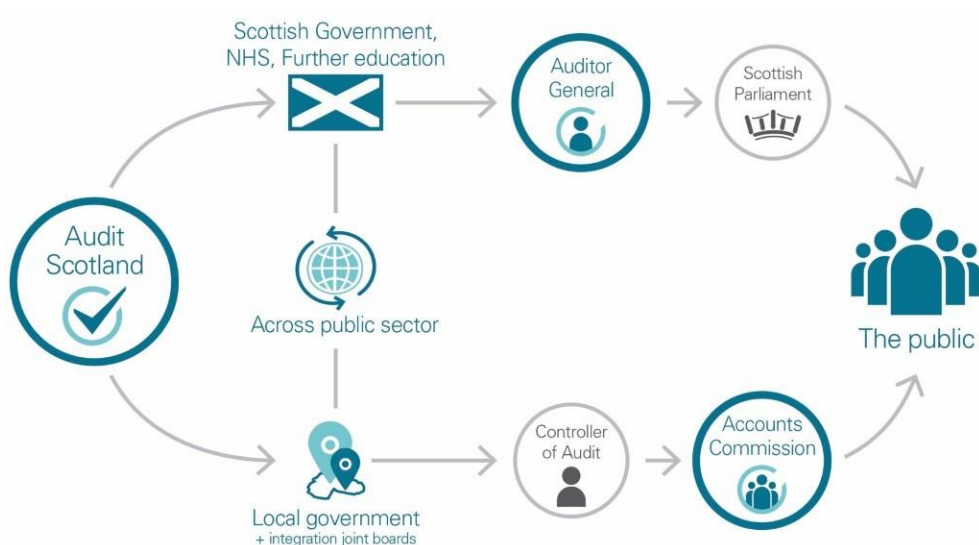 Scottish Government,
NHS, Further education
Auditor
General
Scottish
Parliament
Audit
Scotland
Across public sector
The public
Controller
of Audit
Accounts
Commission
Local government
+ integration joint boards